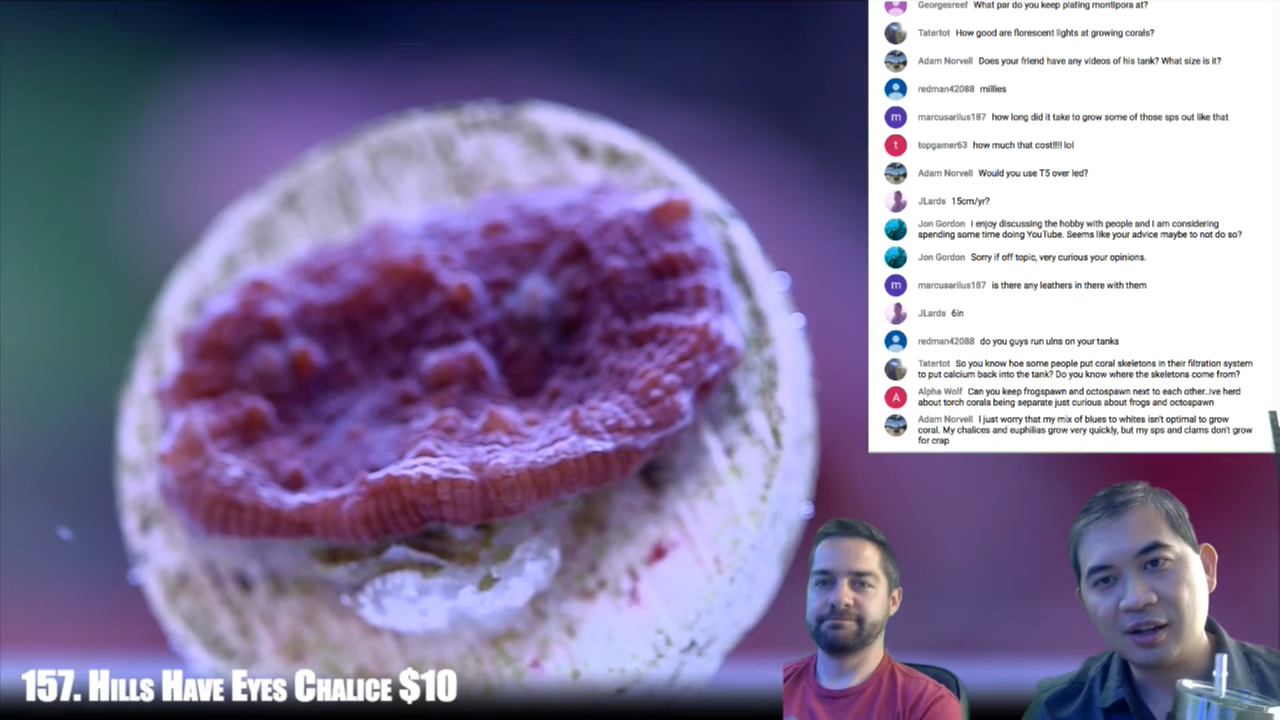 Georgesreef What par do you keep plating montipora at?
Tatertot How good are florescent lights at growing corals?
Adam Norvell Does your friend have any videos of his tank? What size is it?
redman42088 millies
m marcusarilus187 how long did it take to grow some of those sps out like that
t topgamer63 how much that cost!!!! lol
Adam Norvell Would you use T5 over led?
JLards 15cm/yr?
Jon Gordon I enjoy discussing the hobby with people and I am considering
spending some time doing YouTube. Seems like your advice maybe to not do so?
Jon Gordon Sorry if off topic, very curious your opinions.
m marcusarilus187 is there any leathers in there with them
JLards 6in
redman42088 do you guys run ulns on your tanks
Tatertot So you know hoe some people put coral skeletons in their filtration system
to put calcium back into the tank? Do you know where the skeletons come from?
A Alpha Wolf Can you keep frogspawn and octospawn next to each other..ive herd
about torch corals being separate just curious about frogs and octospawn
Adam Norvell I just worry that my mix of blues to whites isn't optimal to grow
coral. My chalices and euphilias grow very quickly, but my sps and clams don't grow
for crap
157. Hills Have Eyes Chalice $10